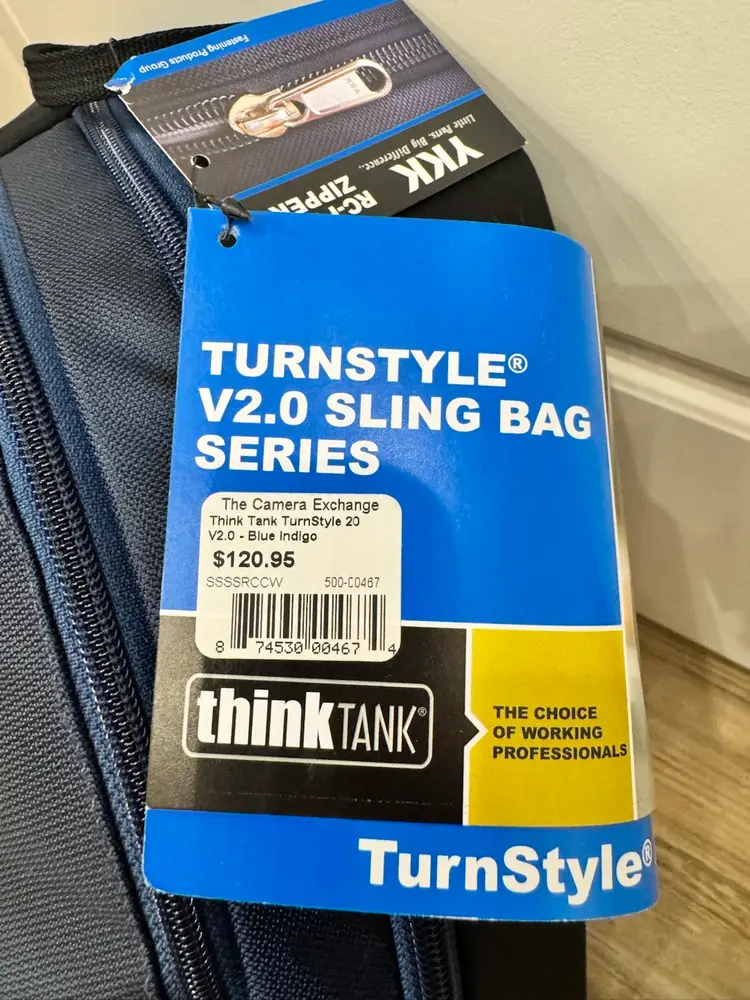 Fastening Products Group
YKK
Little Parts. Big Difference.
YKK
ZIPPER
TURNSTYLE®
V2.0 SLING BAG
SERIES
The Camera Exchange
Think Tank TurnStyle 20
V2.0 - Blue Indigo
$120.95
SSSSRCCW 500-00467
8 74530 00467 4
thinkTANK®
THE CHOICE
OF WORKING
PROFESSIONALS
TurnStyle®